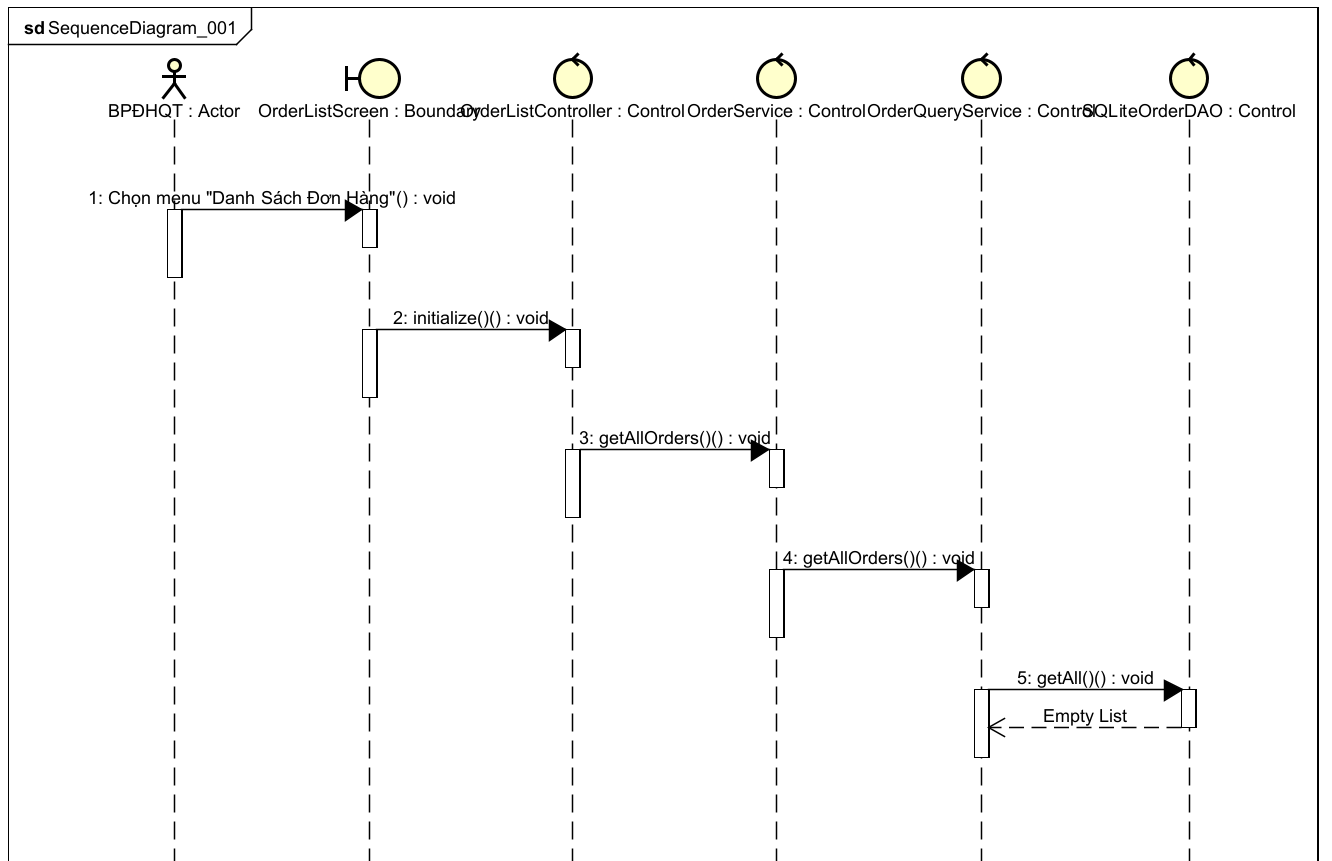 sd SequenceDiagram_001
BPĐHQT : Actor
OrderListScreen : Boundary
OrderListController : Control
OrderService : Control
OrderQueryService : Control
SQLiteOrderDAO : Control
1: Chọn menu "Danh Sách Đơn Hàng"() : void
2: initialize()() : void
3: getAllOrders()() : void
4: getAllOrders()() : void
5: getAll()() : void
Empty List